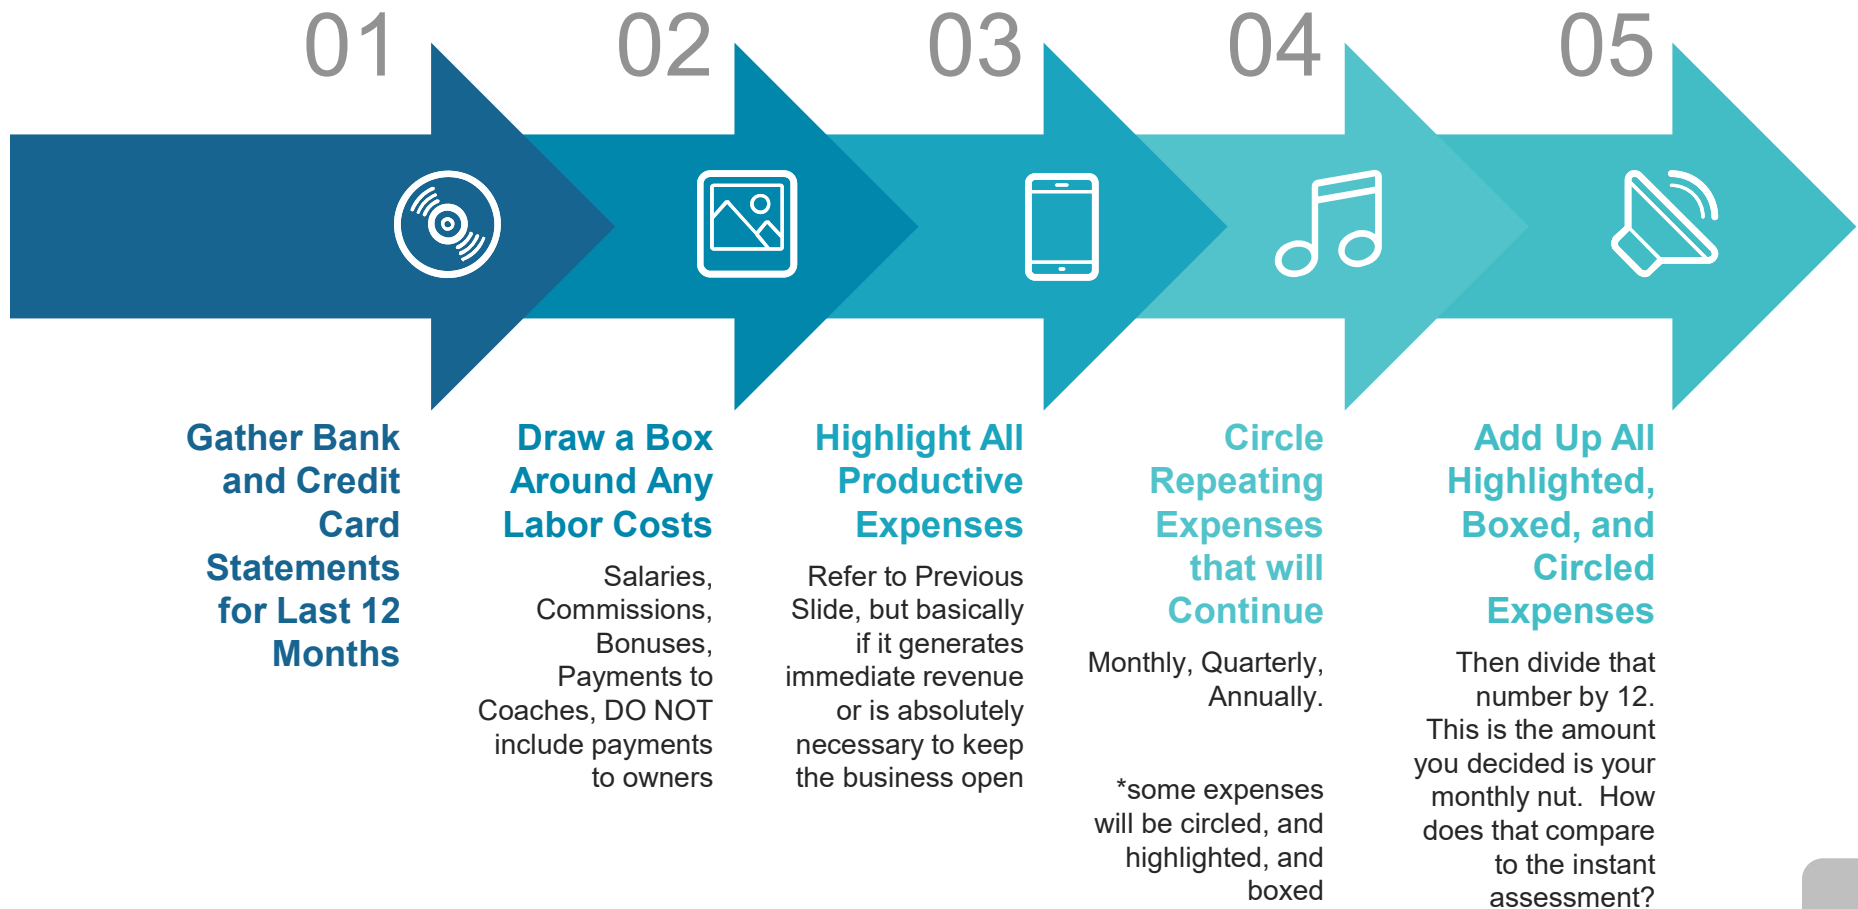 01
Gather Bank
and Credit
Card
Statements
for Last 12
Months
02
Draw a Box
Around Any
Labor Costs
Salaries,
Commissions,
Bonuses,
Payments to
Coaches, DO NOT
include payments
to owners
03
Highlight All
Productive
Expenses
Refer to Previous
Slide, but basically
if it generates
immediate revenue
or is absolutely
necessary to keep
the business open
04
Circle
Repeating
Expenses
that will
Continue
Monthly, Quarterly,
Annually.
*some expenses
will be circled, and
highlighted, and
boxed
05
Add Up All
Highlighted,
Boxed, and
Circled
Expenses
Then divide that
number by 12.
This is the amount
you decided is your
monthly nut.  How
does that compare
to the instant
assessment?